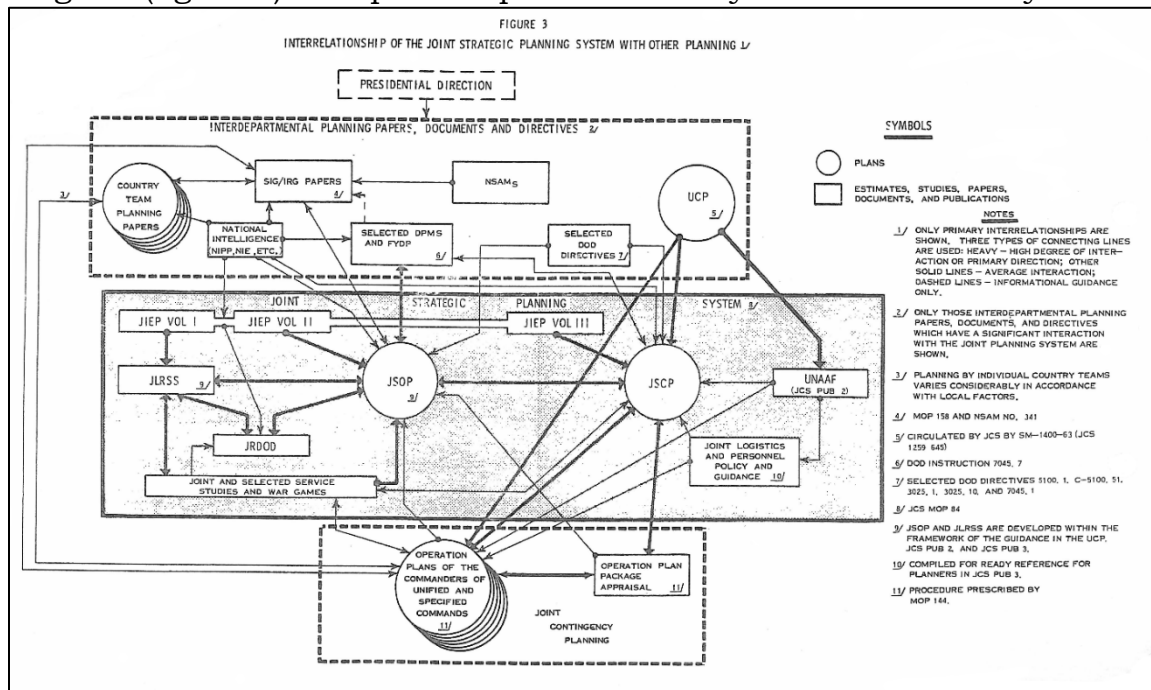 FIGURE 3
INTERRELATIONSHIP OF THE JOINT STRATEGIC PLANNING SYSTEM WITH OTHER PLANNING 1/
PRESIDENTIAL DIRECTION
INTERDEPARTMENTAL PLANNING PAPERS, DOCUMENTS AND DIRECTIVES 2/
3/
COUNTRY
TEAM
PLANNING
PAPERS
SIG/IRG PAPERS
4/
NSAMS
UCP
5/
NATIONAL
INTELLIGENCE
(NIPP, NIE, ETC.)
SELECTED DPMS
AND FYDP
6/
SELECTED
DOD
DIRECTIVES 7/
JOINT STRATEGIC PLANNING SYSTEM 8/
JIEP VOL I
JIEP VOL II
JIEP VOL III
JLRSS
9/
JSOP
9/
JSCP
UNAAF
(JCS PUB 2)
JRDOD
JOINT LOGISTICS
AND PERSONNEL
POLICY AND
GUIDANCE 10/
JOINT AND SELECTED SERVICE
STUDIES AND WAR GAMES
OPERATION
PLANS OF THE
COMMANDERS OF
UNIFIED AND
SPECIFIED
COMMANDS
11/
OPERATION PLAN
PACKAGE
APPRAISAL 11/
JOINT
CONTINGENCY
PLANNING
SYMBOLS
PLANS
ESTIMATES, STUDIES, PAPERS,
DOCUMENTS, AND PUBLICATIONS
NOTES
1/ ONLY PRIMARY INTERRELATIONSHIPS ARE
SHOWN. THREE TYPES OF CONNECTING LINES
ARE USED: HEAVY – HIGH DEGREE OF INTER-
ACTION OR PRIMARY DIRECTION; OTHER
SOLID LINES – AVERAGE INTERACTION;
DASHED LINES – INFORMATIONAL GUIDANCE
ONLY.
2/ ONLY THOSE INTERDEPARTMENTAL PLANNING
PAPERS, DOCUMENTS, AND DIRECTIVES
WHICH HAVE A SIGNIFICANT INTERACTION
WITH THE JOINT PLANNING SYSTEM ARE
SHOWN.
3/ PLANNING BY INDIVIDUAL COUNTRY TEAMS
VARIES CONSIDERABLY IN ACCORDANCE
WITH LOCAL FACTORS.
4/ MOP 158 AND NSAM NO. 341
5/ CIRCULATED BY JCS BY SM-1400-63 (JCS
1259 645)
6/ DOD INSTRUCTION 7045. 7
7/ SELECTED DOD DIRECTIVES 5100. 1, C-5100. 51,
3025. 1, 3025. 10, AND 7045. 1
8/ JCS MOP 84
9/ JSOP AND JLRSS ARE DEVELOPED WITHIN THE
FRAMEWORK OF THE GUIDANCE IN THE UCP,
JCS PUB 2, AND JCS PUB 3.
10/ COMPILED FOR READY REFERENCE FOR
PLANNERS IN JCS PUB 3.
11/ PROCEDURE PRESCRIBED BY
MOP 144.